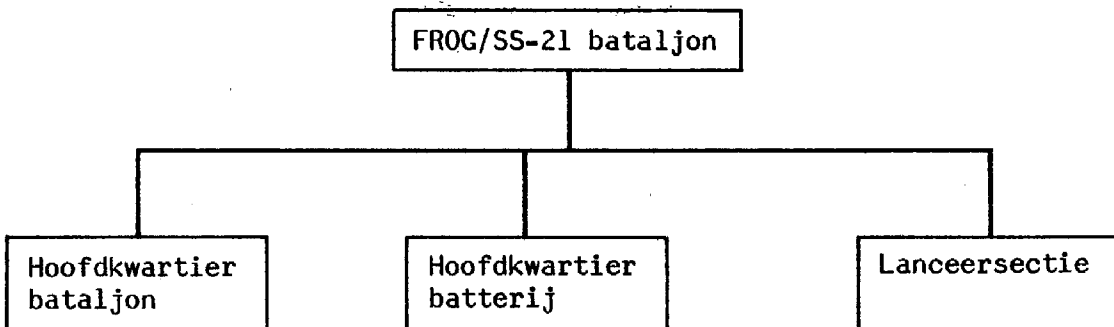 FROG/SS-21 bataljon
Hoofdkwartier
bataljon
Hoofdkwartier
batterij
Lanceersectie